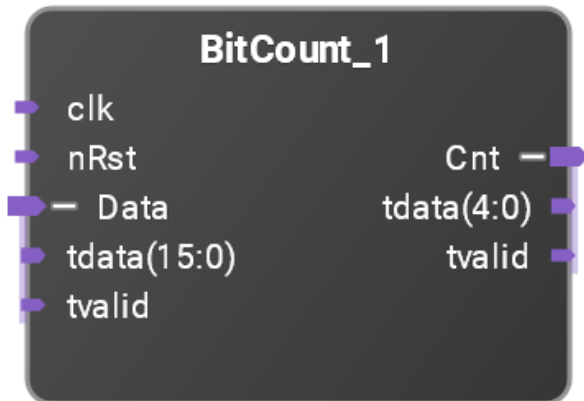 BitCount_1
clk
nRst
Data
tdata(15:0)
tvalid
Cnt
tdata(4:0)
tvalid